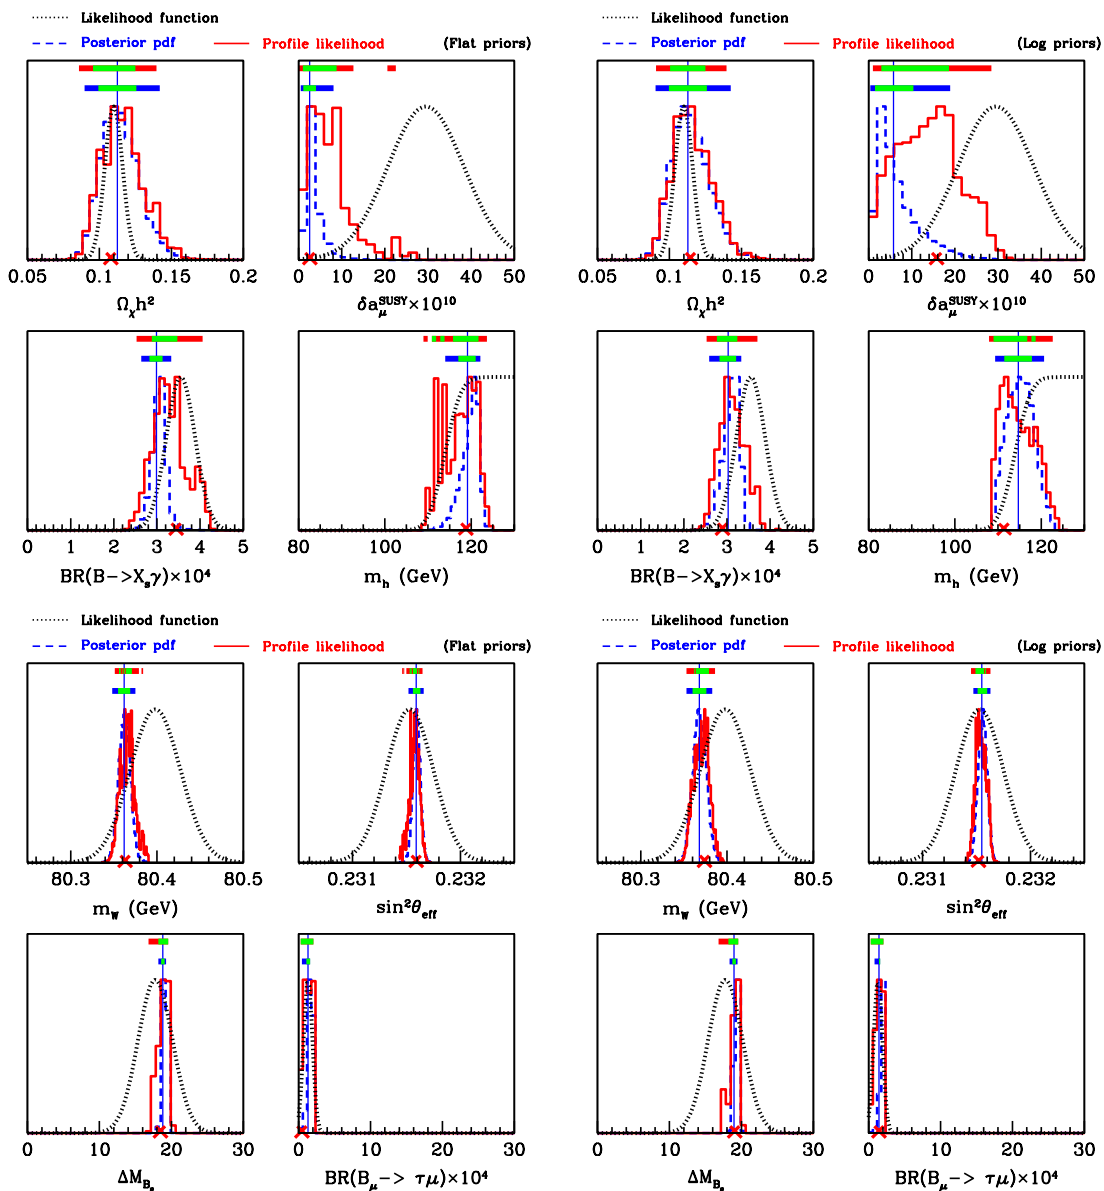 Likelihood function
Posterior pdf Profile likelihood (Flat priors)
0.05 0.1 0.15 0.2
Ωχh²
0 10 20 30 40 50
δaμ^SUSY×10¹⁰
0 1 2 3 4 5
BR(B->Xsγ)×10⁴
80 100 120
mh (GeV)
Likelihood function
Posterior pdf Profile likelihood (Log priors)
0.05 0.1 0.15 0.2
Ωχh²
0 10 20 30 40 50
δaμ^SUSY×10¹⁰
0 1 2 3 4 5
BR(B->Xsγ)×10⁴
80 100 120
mh (GeV)
Likelihood function
Posterior pdf Profile likelihood (Flat priors)
80.3 80.4 80.5
mW (GeV)
0.231 0.232
sin²θeff
0 10 20 30
ΔMBs
0 10 20 30
BR(Bμ-> τμ)×10⁴
Likelihood function
Posterior pdf Profile likelihood (Log priors)
80.3 80.4 80.5
mW (GeV)
0.231 0.232
sin²θeff
0 10 20 30
ΔMBs
0 10 20 30
BR(Bμ-> τμ)×10⁴